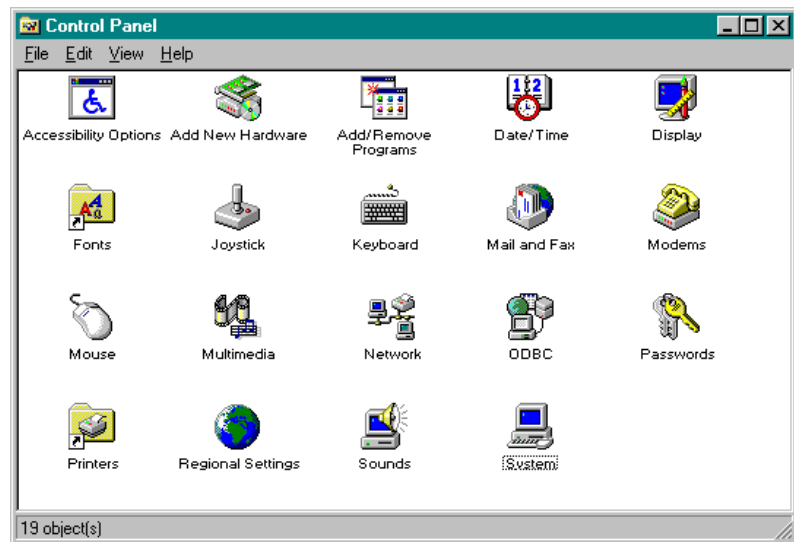 Control Panel
File Edit View Help
Accessibility Options Add New Hardware Add/Remove Programs Date/Time Display
Fonts Joystick Keyboard Mail and Fax Modems
Mouse Multimedia Network ODBC Passwords
Printers Regional Settings Sounds System
19 object(s)